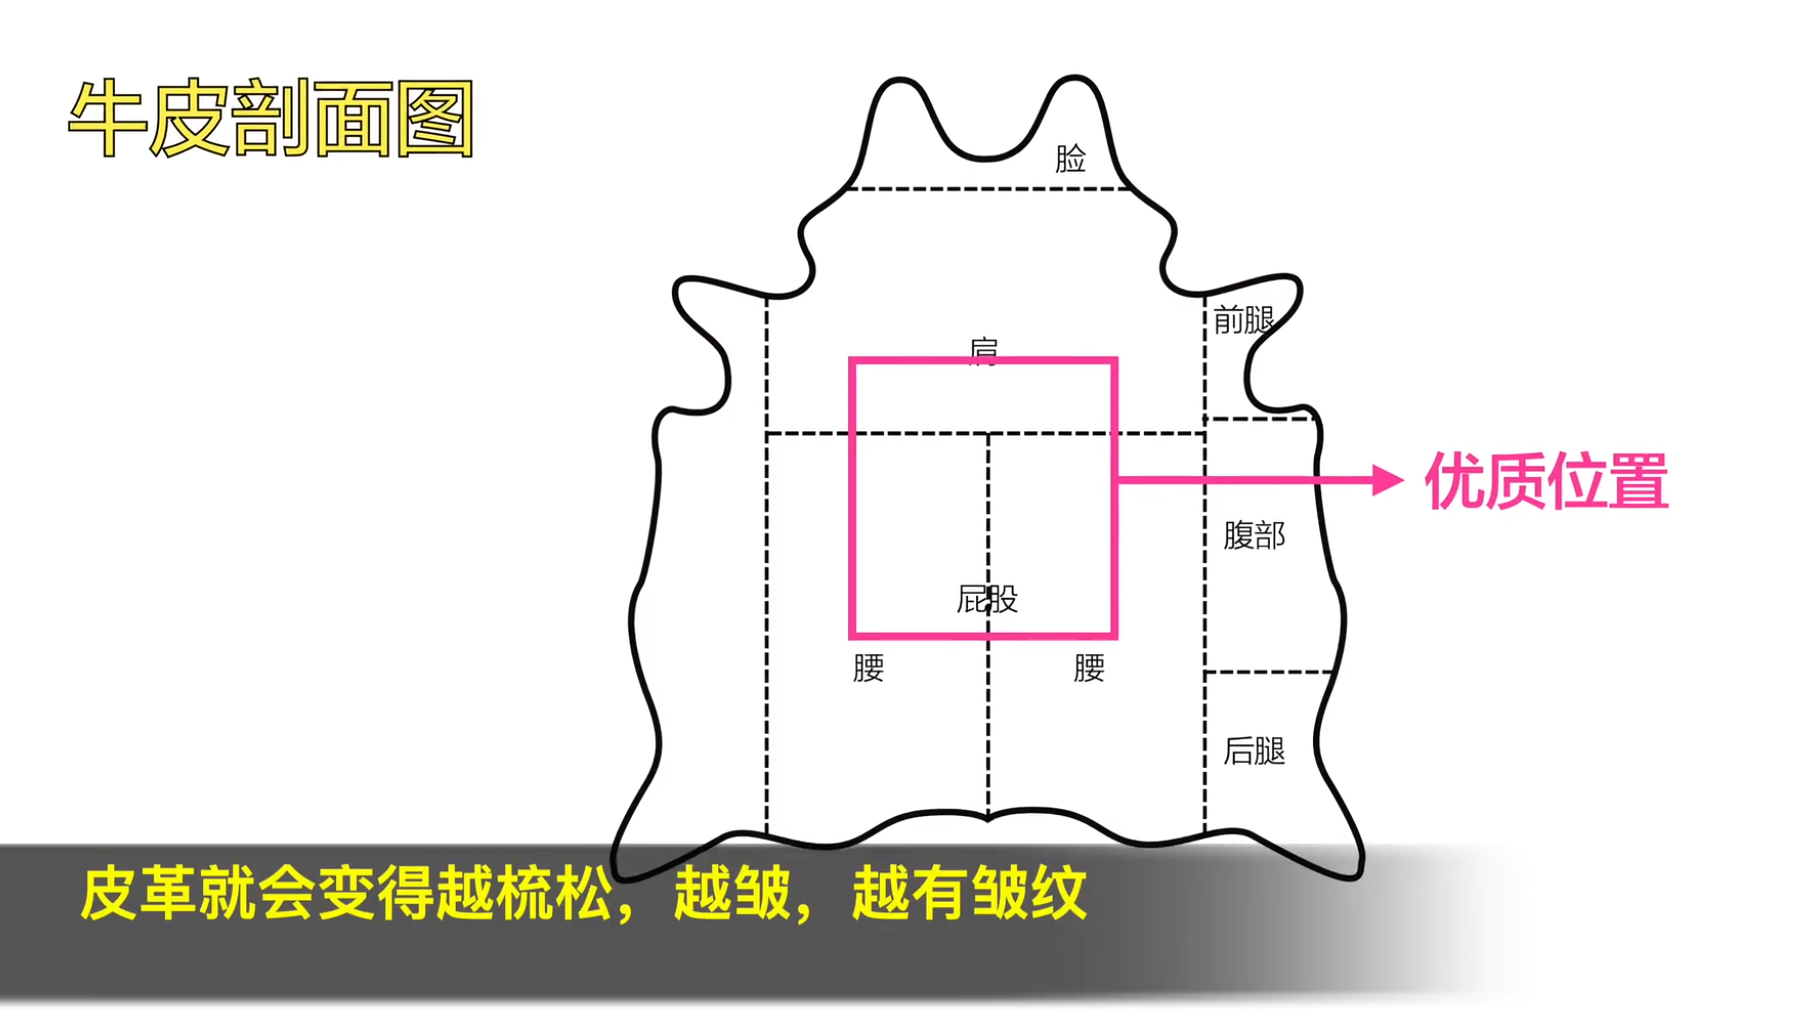 牛皮剖面图
脸
前腿
肩
优质位置
腹部
屁股
腰
腰
后腿
皮革就会变得越梳松，越皱，越有皱纹